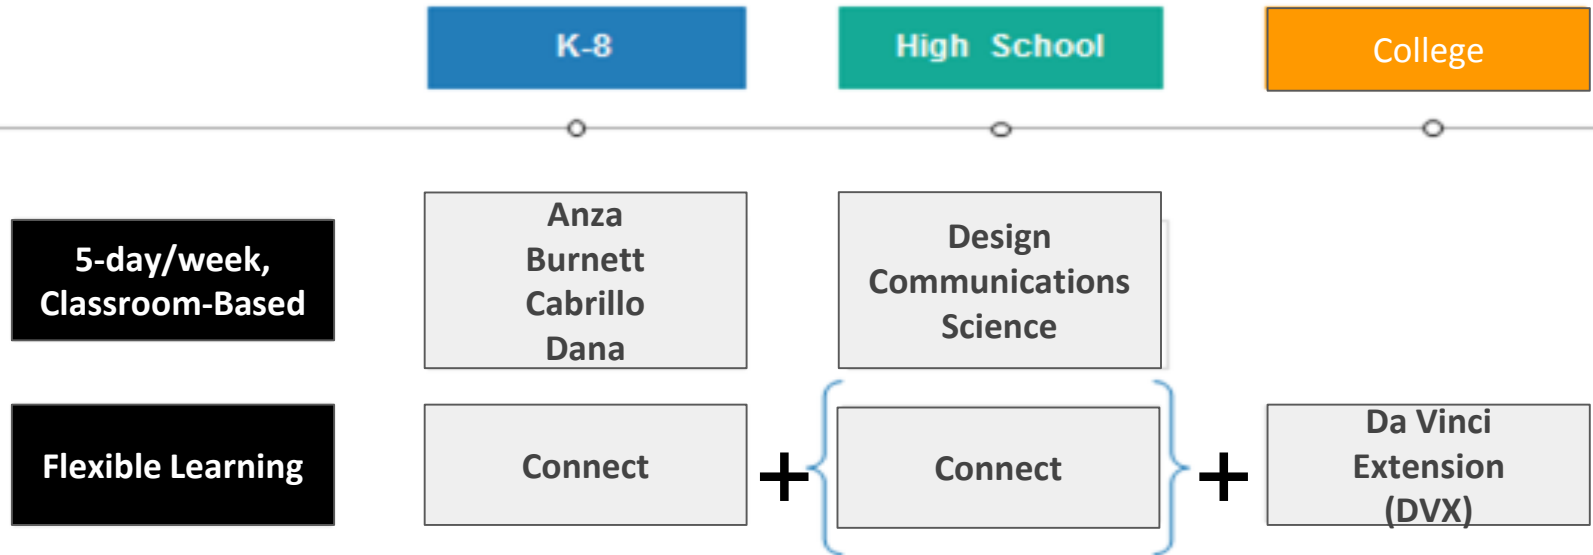 K-8
High School
College
5-day/week,
Classroom-Based
Anza
Burnett
Cabrillo
Dana
Design
Communications
Science
Flexible Learning
Connect
+
Connect
+
Da Vinci
Extension
(DVX)